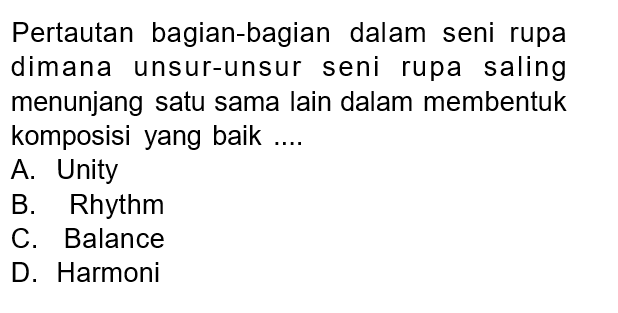 Pertautan bagian-bagian dalam seni rupa
dimana unsur-unsur seni rupa saling
menunjang satu sama lain dalam membentuk
komposisi yang baik ....
A. Unity
B. Rhythm
C. Balance
D. Harmoni